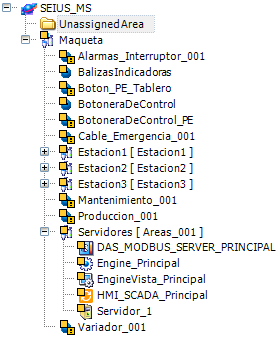 SEIUS_MS
UnassignedArea
Maqueta
Alarmas_Interruptor_001
BalizasIndicadoras
Boton_PE_Tablero
BotoneraDeControl
BotoneraDeControl_PE
Cable_Emergencia_001
Estacion1 [ Estacion1 ]
Estacion2 [ Estacion2 ]
Estacion3 [ Estacion3 ]
Mantenimiento_001
Produccion_001
Servidores [ Areas_001 ]
DAS_MODBUS_SERVER_PRINCIPAL
Engine_Principal
EngineVista_Principal
HMI_SCADA_Principal
Servidor_1
Variador_001